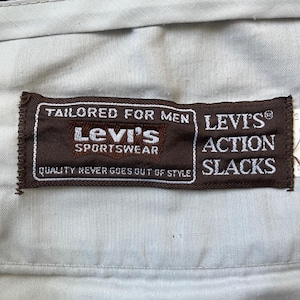 TAILORED FOR MEN
Levi's
SPORTSWEAR
QUALITY NEVER GOES OUT OF STYLE
LEVI'S®
ACTION
SLACKS